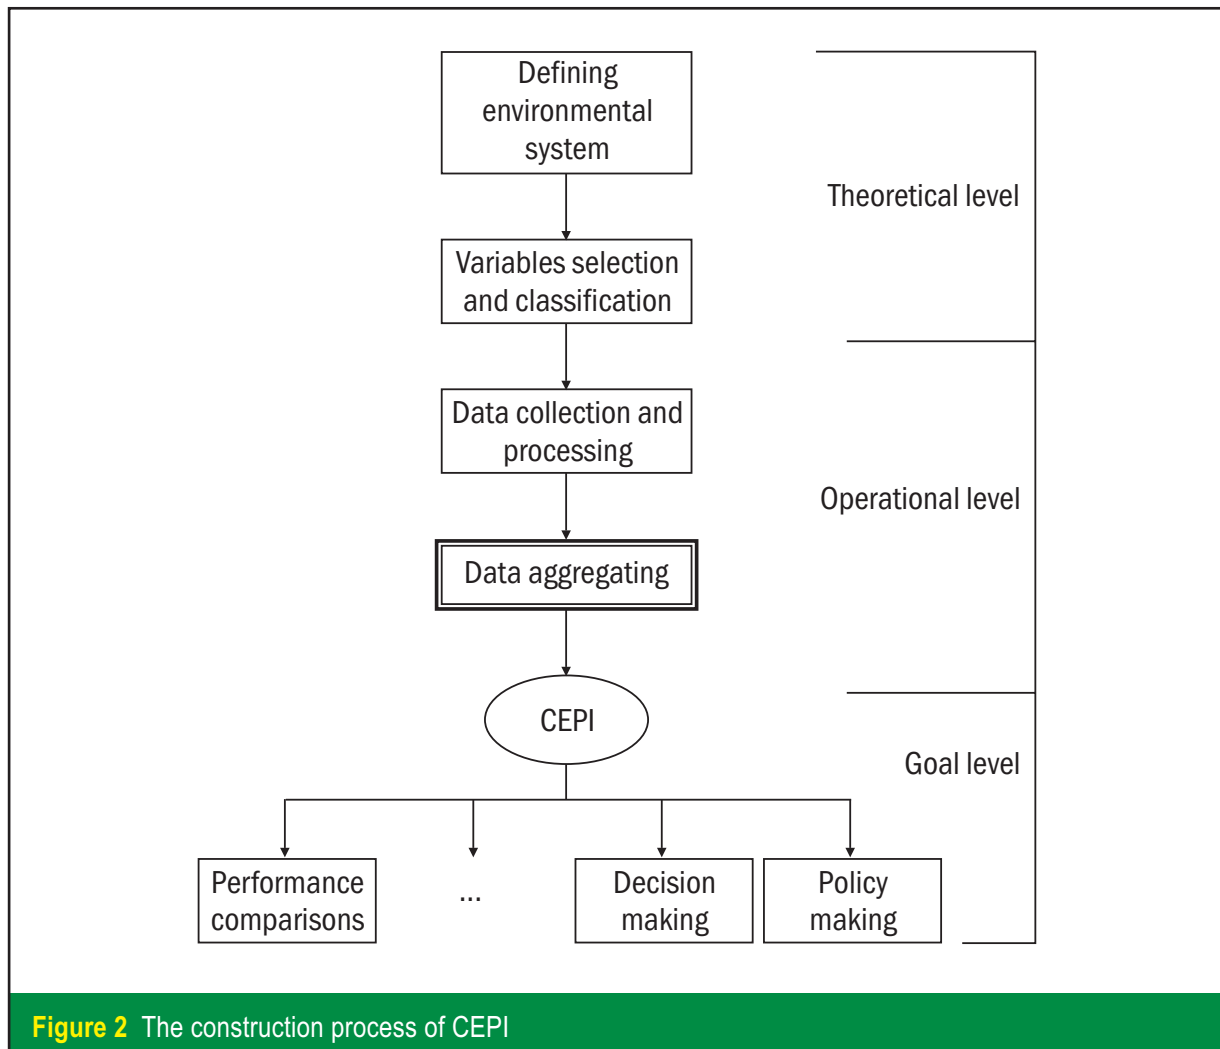 Defining
environmental
system
Theoretical level
Variables selection
and classification
Data collection and
processing
Operational level
Data aggregating
CEPI
Goal level
Performance
comparisons
...
Decision
making
Policy
making
Figure 2 The construction process of CEPI